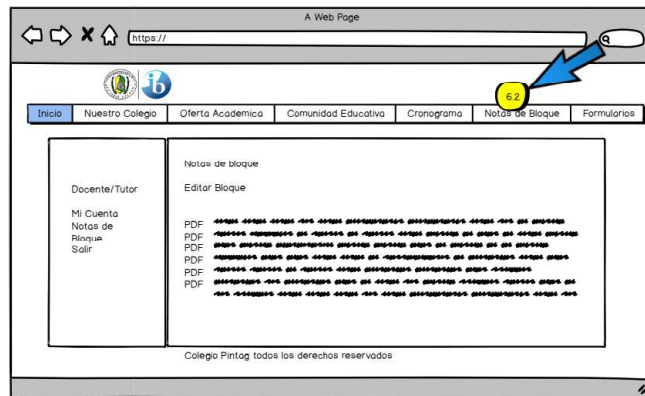 A Web Page
https://
ib
6.2
Inicio Nuestro Colegio Oferta Academica Comunidad Educativa Cronograma Notas de Bloque Formularios
Notas de bloque
Docente/Tutor
Editar Bloque
Mi Cuenta
Notas de
Bloque
Salir
PDF
PDF
PDF
PDF
PDF
PDF
Colegio Pintag todos los derechos reservados